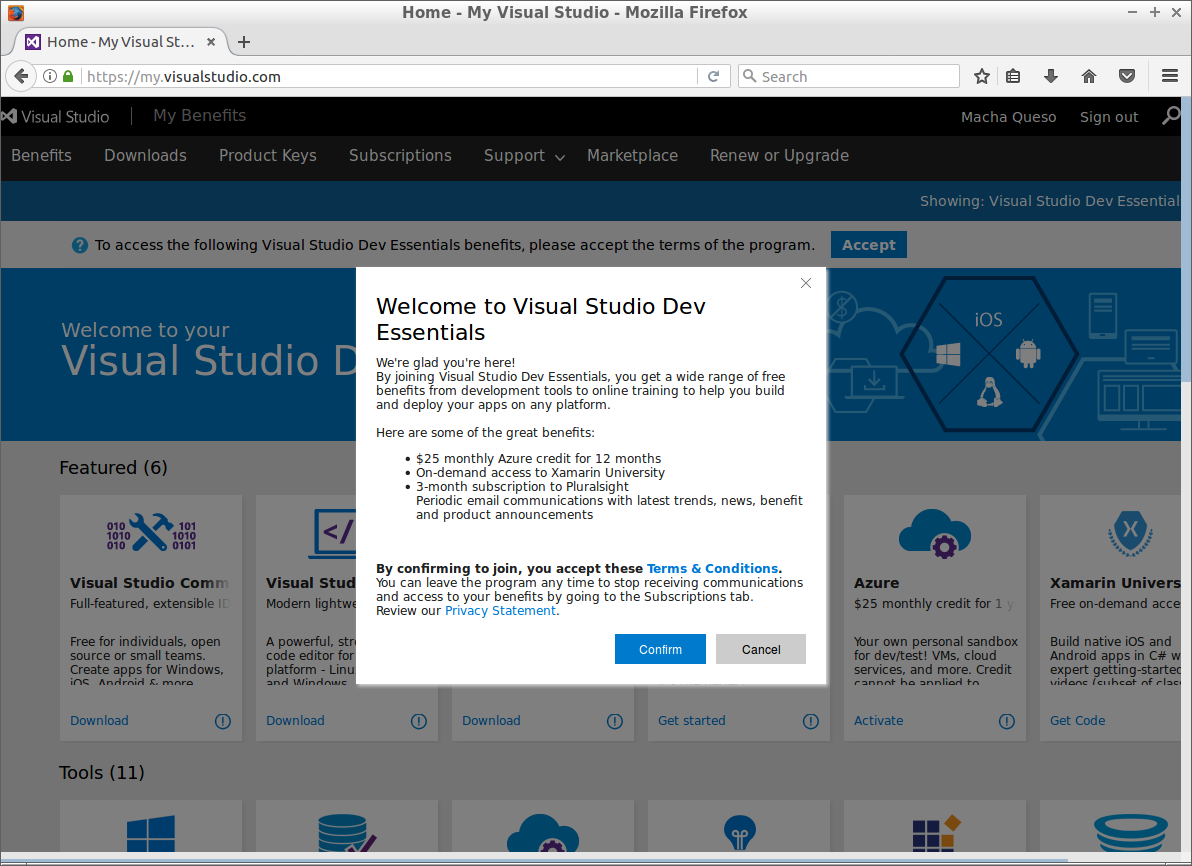 Home - My Visual Studio - Mozilla Firefox
Home - My Visual St...
https://my.visualstudio.com
Search
Visual Studio
My Benefits
Macha Queso
Sign out
Benefits
Downloads
Product Keys
Subscriptions
Support
Marketplace
Renew or Upgrade
Showing: Visual Studio Dev Essential
To access the following Visual Studio Dev Essentials benefits, please accept the terms of the program.
Accept
Welcome to your
Visual Studio D
iOS
Welcome to Visual Studio Dev
Essentials
We're glad you're here!
By joining Visual Studio Dev Essentials, you get a wide range of free
benefits from development tools to online training to help you build
and deploy your apps on any platform.
Here are some of the great benefits:
• $25 monthly Azure credit for 12 months
• On-demand access to Xamarin University
• 3-month subscription to Pluralsight
Periodic email communications with latest trends, news, benefit
and product announcements
By confirming to join, you accept these Terms & Conditions.
You can leave the program any time to stop receiving communications
and access to your benefits by going to the Subscriptions tab.
Review our Privacy Statement.
Confirm
Cancel
Featured (6)
010 101
101 1010
010 0101
Visual Studio Comm
Full-featured, extensible ID
Free for individuals, open
source or small teams.
Create apps for Windows,
iOS, Android & more
Download
</
Visual Stud
Modern lightwe
A powerful, stre
code editor for
platform - Linu
and Windows
Download
Download
Get started
Azure
$25 monthly credit for 1 y
Your own personal sandbox
for dev/test! VMs, cloud
services, and more. Credit
cannot be applied to
Activate
X
Xamarin Univers
Free on-demand acce
Build native iOS and
Android apps in C# w
expert getting-started
videos (subset of class
Get Code
Tools (11)